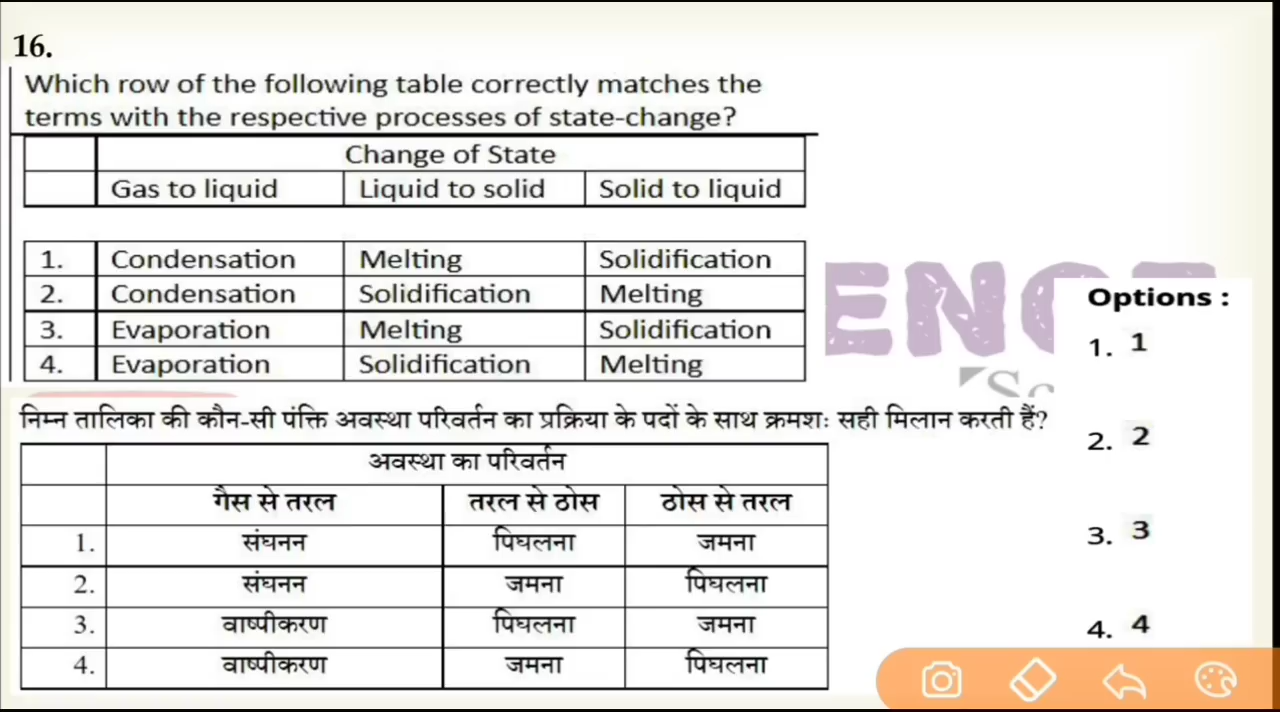 16.
Which row of the following table correctly matches the
terms with the respective processes of state-change?
Change of State
Gas to liquid Liquid to solid Solid to liquid
1. Condensation Melting Solidification
2. Condensation Solidification Melting
3. Evaporation Melting Solidification
4. Evaporation Solidification Melting
Options :
1. 1
2. 2
3. 3
4. 4
निम्न तालिका की कौन-सी पंक्ति अवस्था परिवर्तन का प्रक्रिया के पदों के साथ क्रमशः सही मिलान करती हैं?
अवस्था का परिवर्तन
गैस से तरल तरल से ठोस ठोस से तरल
1. संघनन पिघलना जमना
2. संघनन जमना पिघलना
3. वाष्पीकरण पिघलना जमना
4. वाष्पीकरण जमना पिघलना